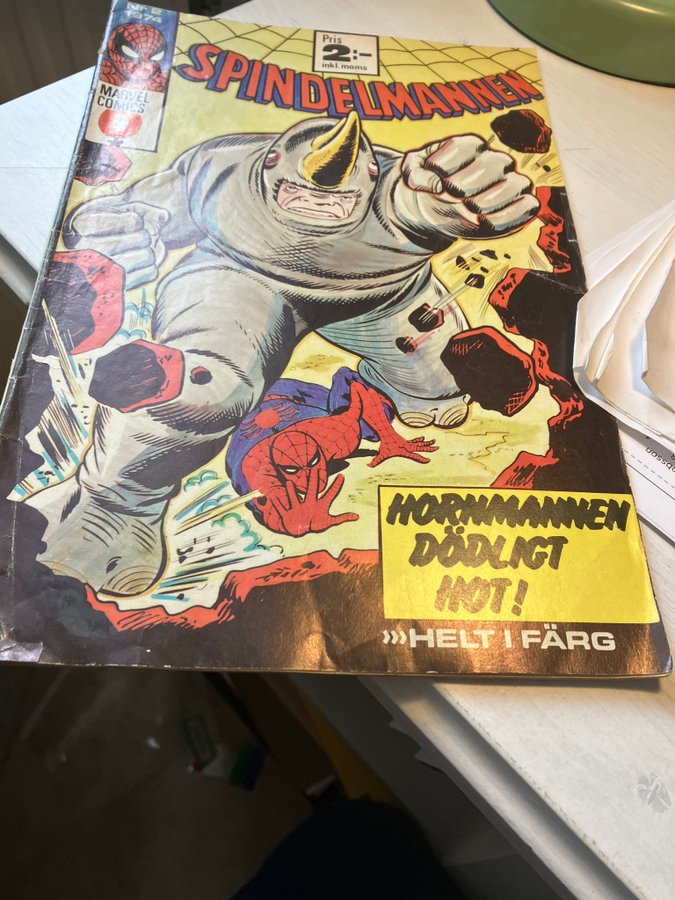 Nr 2
1974
MARVEL
COMICS
Pris
2:-
inkl. moms
SPINDELMANNEN
HORNMANNEN
DÖDLIGT
HOT!
»»HELT I FÄRG